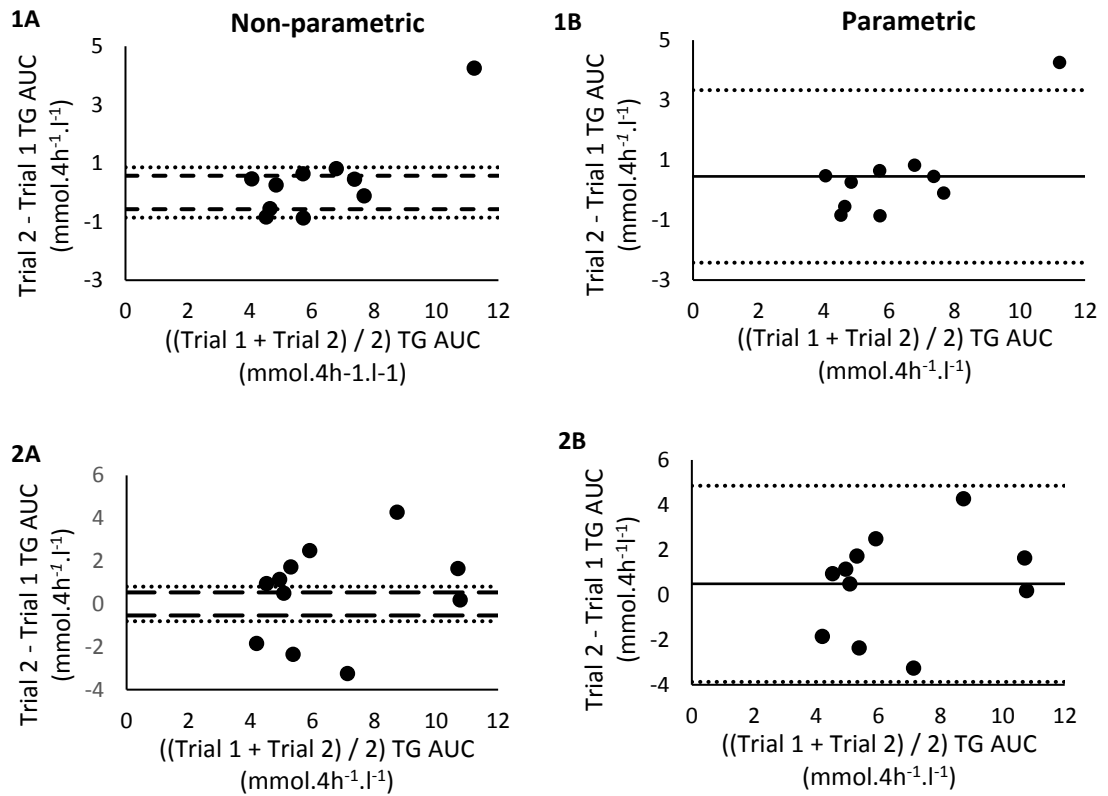 1A
Non-parametric
Trial 2 - Trial 1 TG AUC
(mmol.4h⁻¹.l⁻¹)
5
3
1
-1
-3
0 2 4 6 8 10 12
((Trial 1 + Trial 2) / 2) TG AUC
(mmol.4h-1.l-1)
1B
Parametric
Trial 2 - Trial 1 TG AUC
(mmol.4h⁻¹.l⁻¹)
5
3
1
-1
-3
0 2 4 6 8 10 12
((Trial 1 + Trial 2) / 2) TG AUC
(mmol.4h⁻¹.l⁻¹)
2A
Trial 2 - Trial 1 TG AUC
(mmol.4h⁻¹.l⁻¹)
6
4
2
0
-2
-4
0 2 4 6 8 10 12
((Trial 1 + Trial 2) / 2) TG AUC
(mmol.4h⁻¹.l⁻¹)
2B
Trial 2 - Trial 1 TG AUC
(mmol.4h⁻¹l⁻¹)
6
4
2
0
-2
-4
0 2 4 6 8 10 12
((Trial 1 + Trial 2) / 2) TG AUC
(mmol.4h⁻¹.l⁻¹)